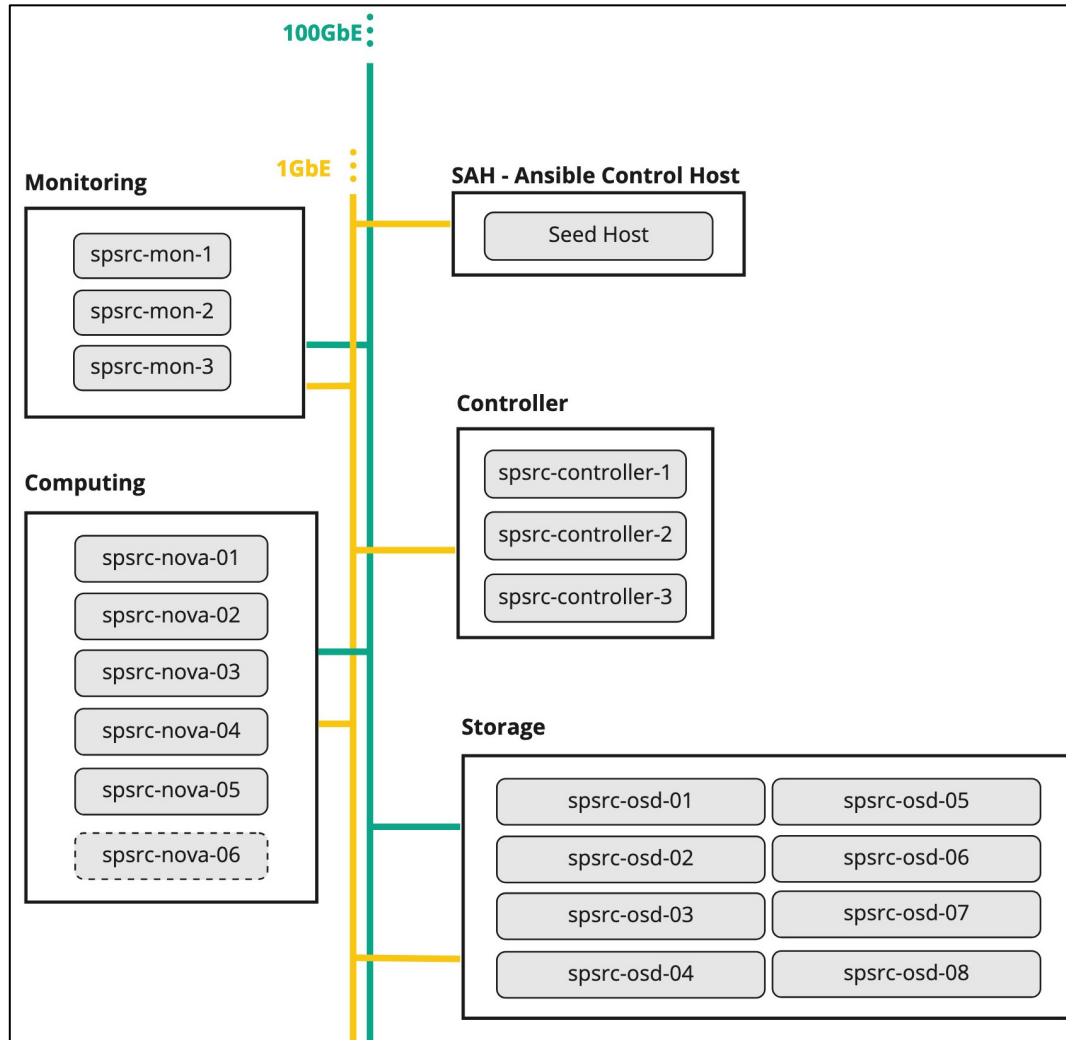 100GbE
1GbE
Monitoring
spsrc-mon-1
spsrc-mon-2
spsrc-mon-3
SAH - Ansible Control Host
Seed Host
Controller
spsrc-controller-1
spsrc-controller-2
spsrc-controller-3
Computing
spsrc-nova-01
spsrc-nova-02
spsrc-nova-03
spsrc-nova-04
spsrc-nova-05
spsrc-nova-06
Storage
spsrc-osd-01
spsrc-osd-02
spsrc-osd-03
spsrc-osd-04
spsrc-osd-05
spsrc-osd-06
spsrc-osd-07
spsrc-osd-08